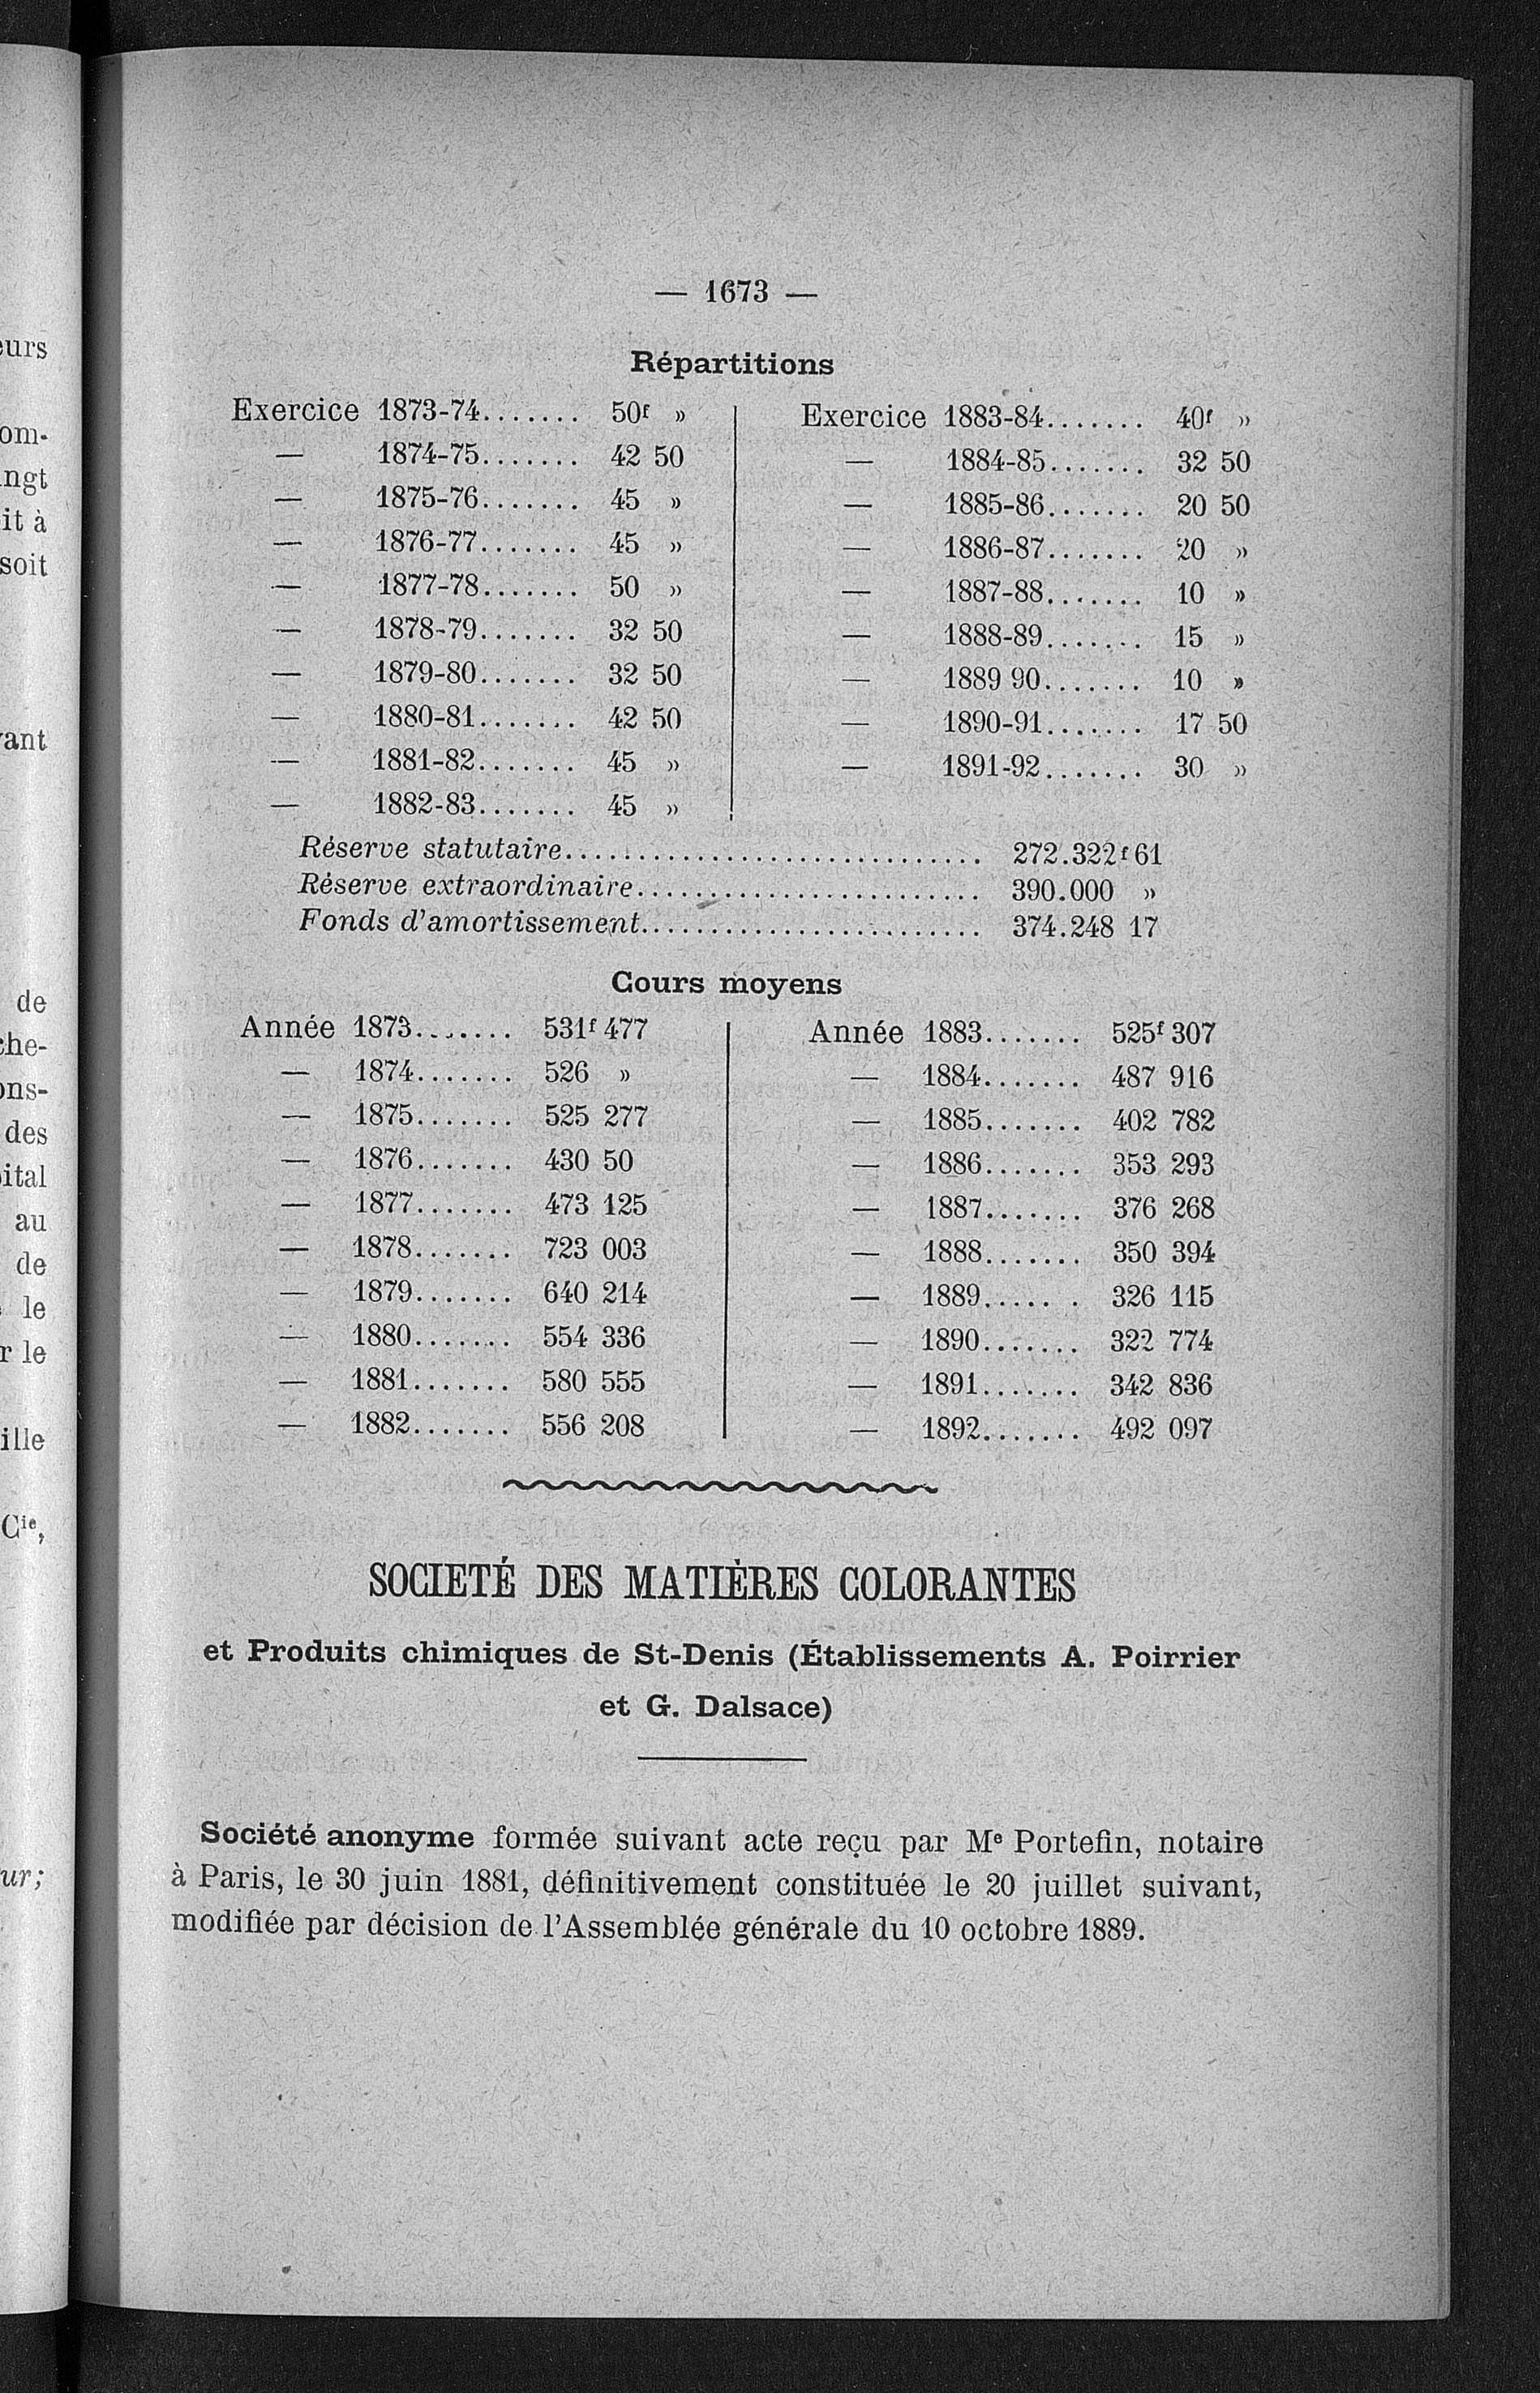 — 1673 —
Répartitions
Exercice 1873-74....... 50f »
— 1874-75....... 42 50
— 1875-76....... 45 »
— 1876-77....... 45 »
— 1877-78....... 50 »
— 1878-79....... 32 50
— 1879-80....... 32 50
— 1880-81....... 42 50
— 1881-82....... 45 »
— 1882-83....... 45 »
Exercice 1883-84....... 40f »
— 1884-85....... 32 50
— 1885-86....... 20 50
— 1886-87....... 20 »
— 1887-88....... 10 »
— 1888-89....... 15 »
— 1889 90....... 10 »
— 1890-91....... 17 50
— 1891-92....... 30 »
Réserve statutaire.............................. 272.322f61
Réserve extraordinaire......................... 390.000 »
Fonds d'amortissement......................... 374.248 17
Cours moyens
Année 1873....... 531f 477
— 1874....... 526 »
— 1875....... 525 277
— 1876....... 430 50
— 1877....... 473 125
— 1878....... 723 003
— 1879....... 640 214
— 1880....... 554 336
— 1881....... 580 555
— 1882....... 556 208
Année 1883....... 525f 307
— 1884....... 487 916
— 1885....... 402 782
— 1886....... 353 293
— 1887....... 376 268
— 1888....... 350 394
— 1889...... . 326 115
— 1890....... 322 774
— 1891....... 342 836
— 1892....... 492 097
SOCIETÉ DES MATIÈRES COLORANTES
et Produits chimiques de St-Denis (Établissements A. Poirrier
et G. Dalsace)
Société anonyme formée suivant acte reçu par Me Portefin, notaire
à Paris, le 30 juin 1881, définitivement constituée le 20 juillet suivant,
modifiée par décision de l'Assemblée générale du 10 octobre 1889.